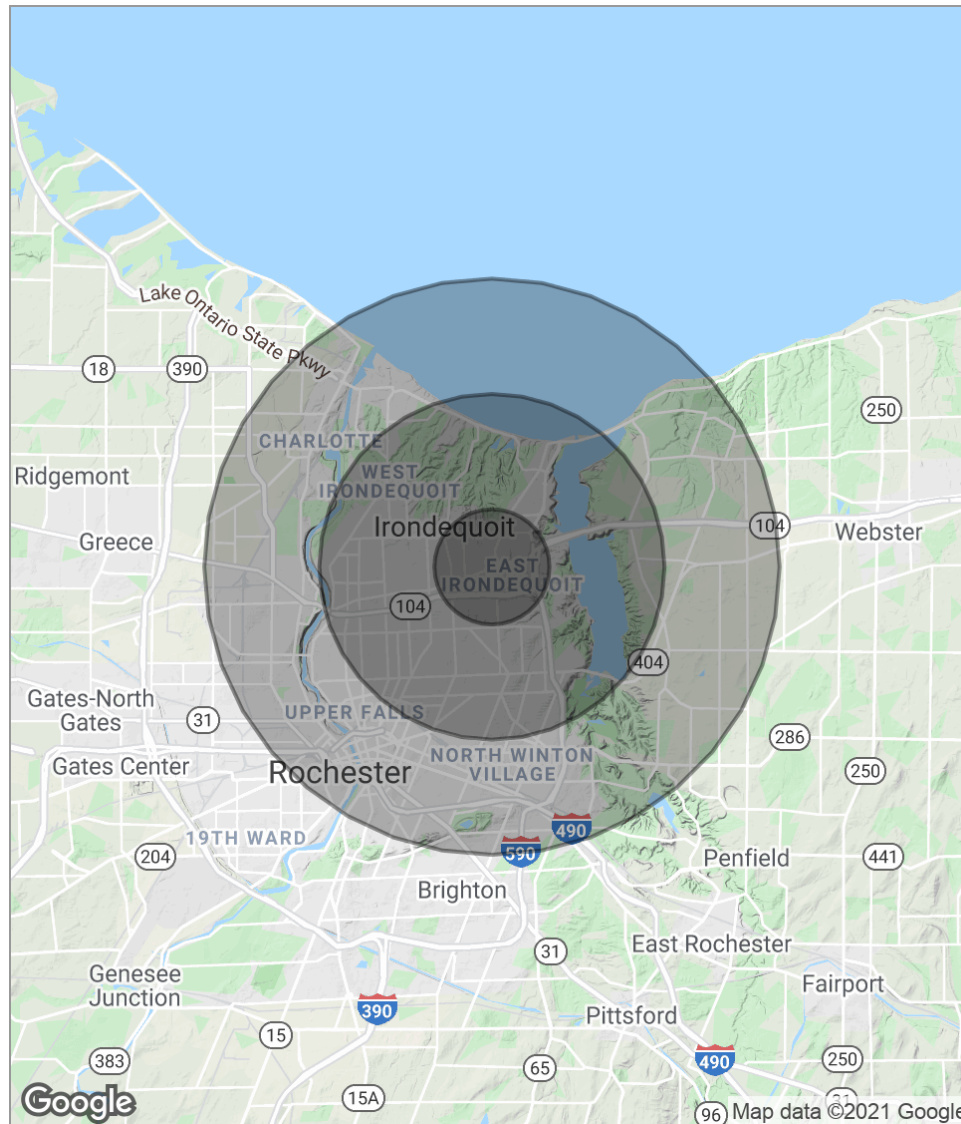 Lake Ontario State Pkwy
18
390
250
CHARLOTTE
WEST
IRONDEQUOIT
Ridgemont
Irondequoit
104
Webster
Greece
EAST
IRONDEQUOIT
104
404
Gates-North
Gates
31
UPPER FALLS
286
NORTH WINTON
VILLAGE
Gates Center
Rochester
250
19TH WARD
490
204
590
Penfield
441
Brighton
31
East Rochester
Genesee
Junction
Fairport
390
Pittsford
15
383
65
490
250
31
15A
Google
96
Map data ©2021 Google